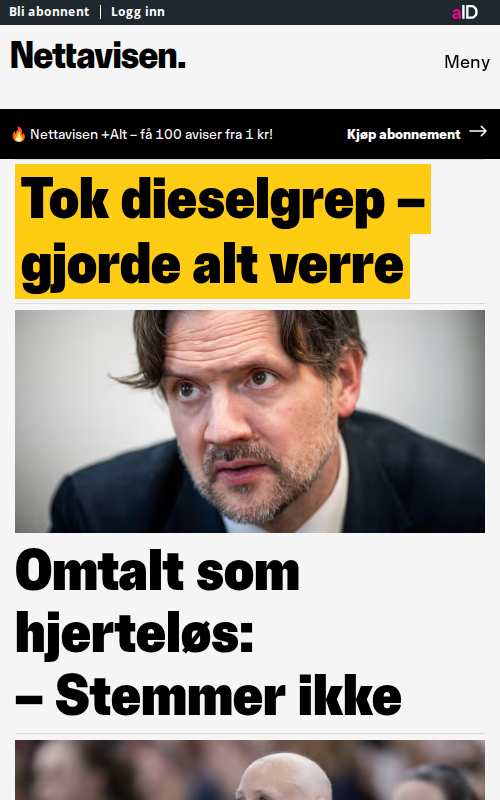 Bli abonnent | Logg inn aID
Nettavisen.
Meny
🔥 Nettavisen +Alt – få 100 aviser fra 1 kr! Kjøp abonnement →
Tok dieselgrep –
gjorde alt verre
Omtalt som
hjerteløs:
– Stemmer ikke